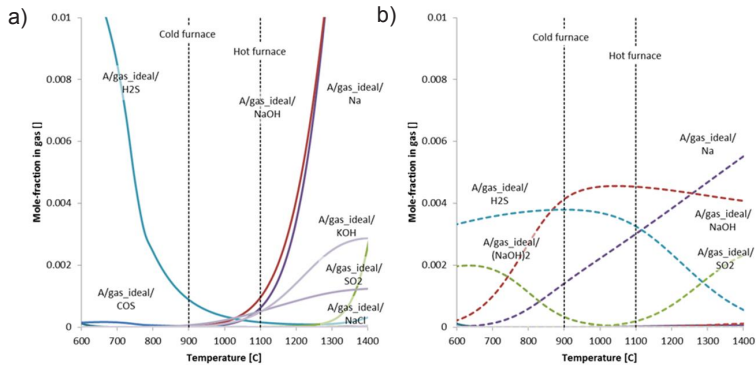 a)
Cold furnace
Hot furnace
A/gas_ideal/
H2S
A/gas_ideal/
NaOH
A/gas_ideal/
Na
A/gas_ideal/
KOH
A/gas_ideal/
SO2
A/gas_ideal/
NaCl
A/gas_ideal/
COS
Mole-fraction in gas []
0.01
0.008
0.006
0.004
0.002
0
600 700 800 900 1000 1100 1200 1300 1400
Temperature [C]
b)
Cold furnace
Hot furnace
A/gas_ideal/
Na
A/gas_ideal/
H2S
A/gas_ideal/
NaOH
A/gas_ideal/
(NaOH)2
A/gas_ideal/
SO2
Mole-fraction in gas []
0.01
0.008
0.006
0.004
0.002
0
600 700 800 900 1000 1100 1200 1300 1400
Temperature [C]